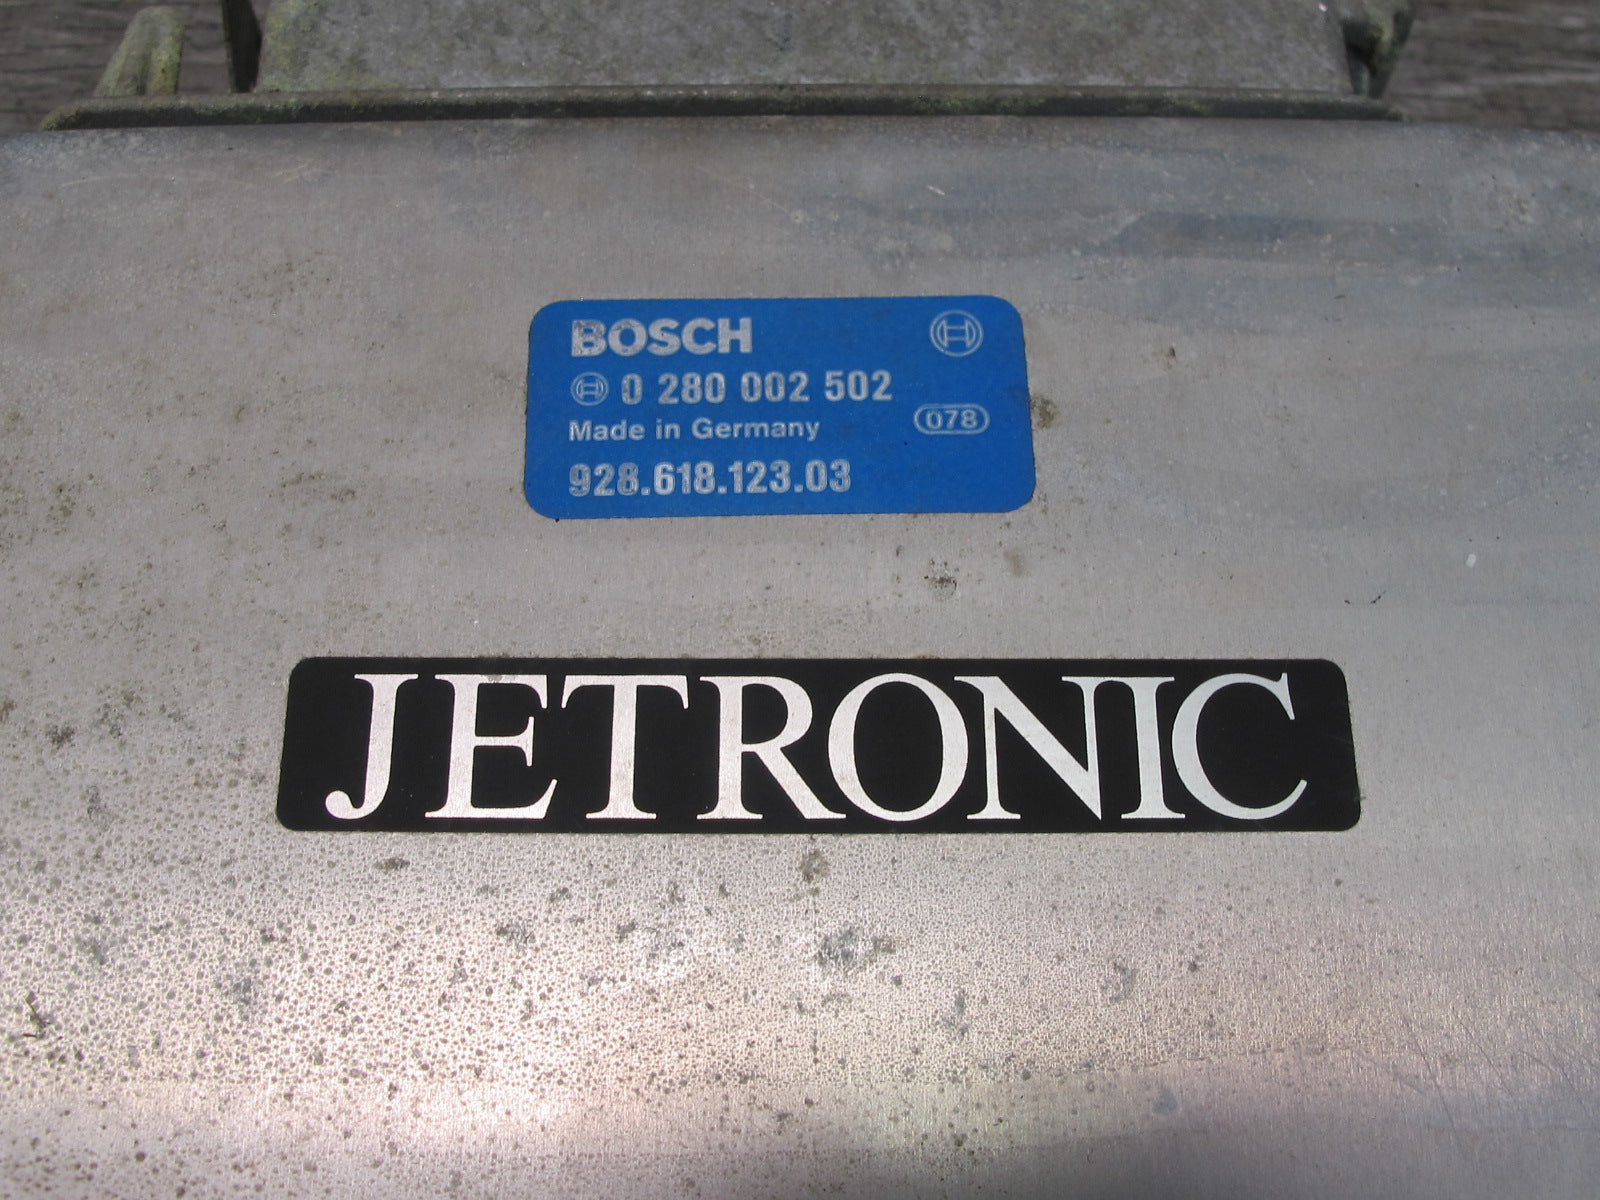 BOSCH
0 280 002 502
Made in Germany
078
928.618.123.03
JETRONIC